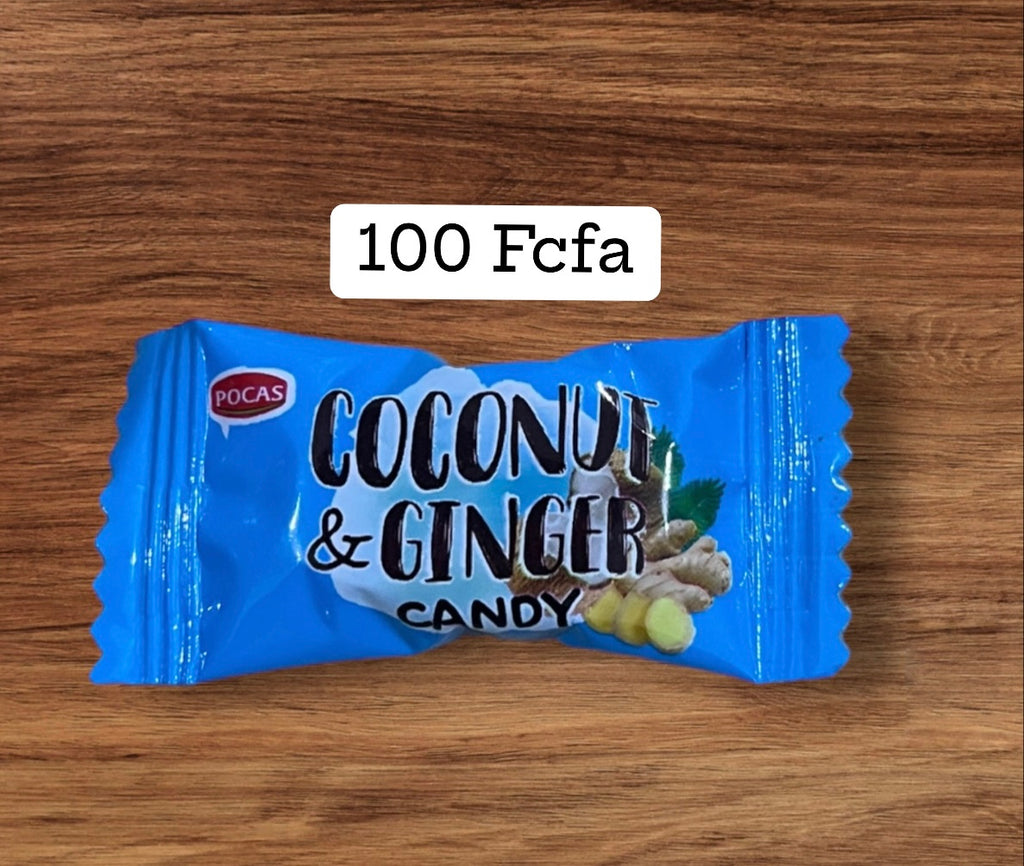 100 Fcfa
POCAS
COCONUT
& GINGER
CANDY